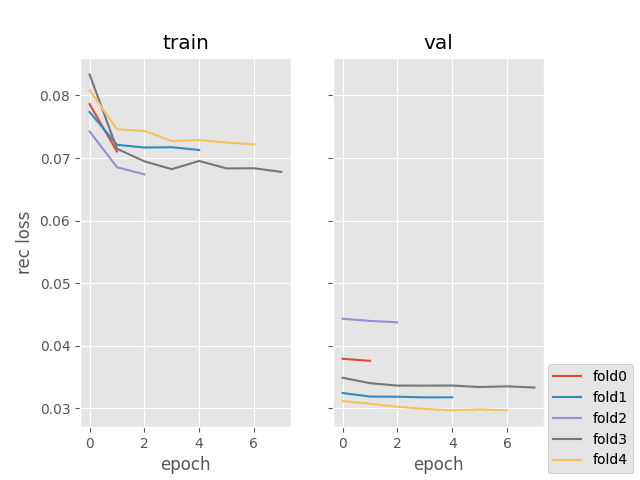 train
val
0.08
0.07
0.06
0.05
0.04
0.03
rec loss
0 2 4 6
0 2 4 6
epoch
epoch
fold0
fold1
fold2
fold3
fold4